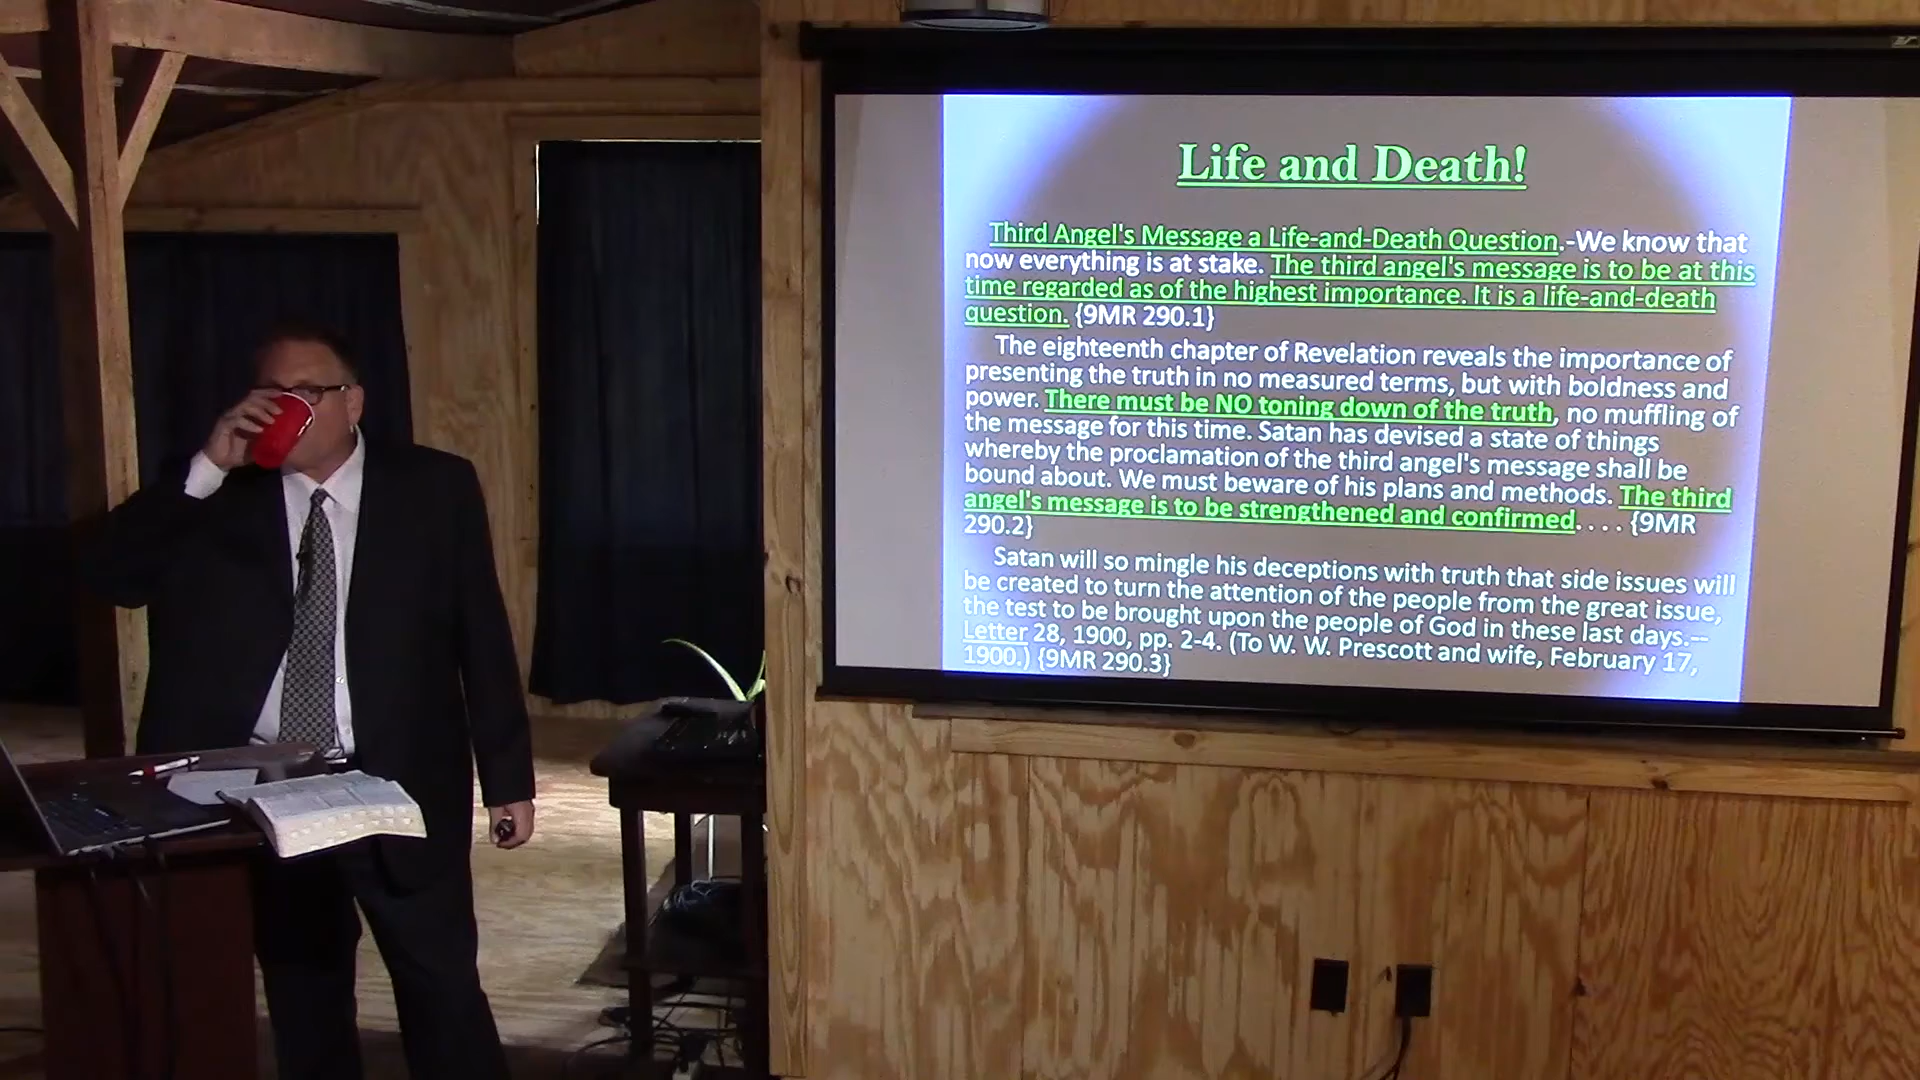 Life and Death!
Third Angel's Message a Life-and-Death Question.-We know that
now everything is at stake. The third angel's message is to be at this
time regarded as of the highest importance. It is a life-and-death
question. {9MR 290.1}
The eighteenth chapter of Revelation reveals the importance of
presenting the truth in no measured terms, but with boldness and
power. There must be NO toning down of the truth, no muffling of
the message for this time. Satan has devised a state of things
whereby the proclamation of the third angel's message shall be
bound about. We must beware of his plans and methods. The third
angel's message is to be strengthened and confirmed. . . . {9MR
290.2}
Satan will so mingle his deceptions with truth that side issues will
be created to turn the attention of the people from the great issue,
the test to be brought upon the people of God in these last days.--
Letter 28, 1900, pp. 2-4. (To W. W. Prescott and wife, February 17,
1900.) {9MR 290.3}